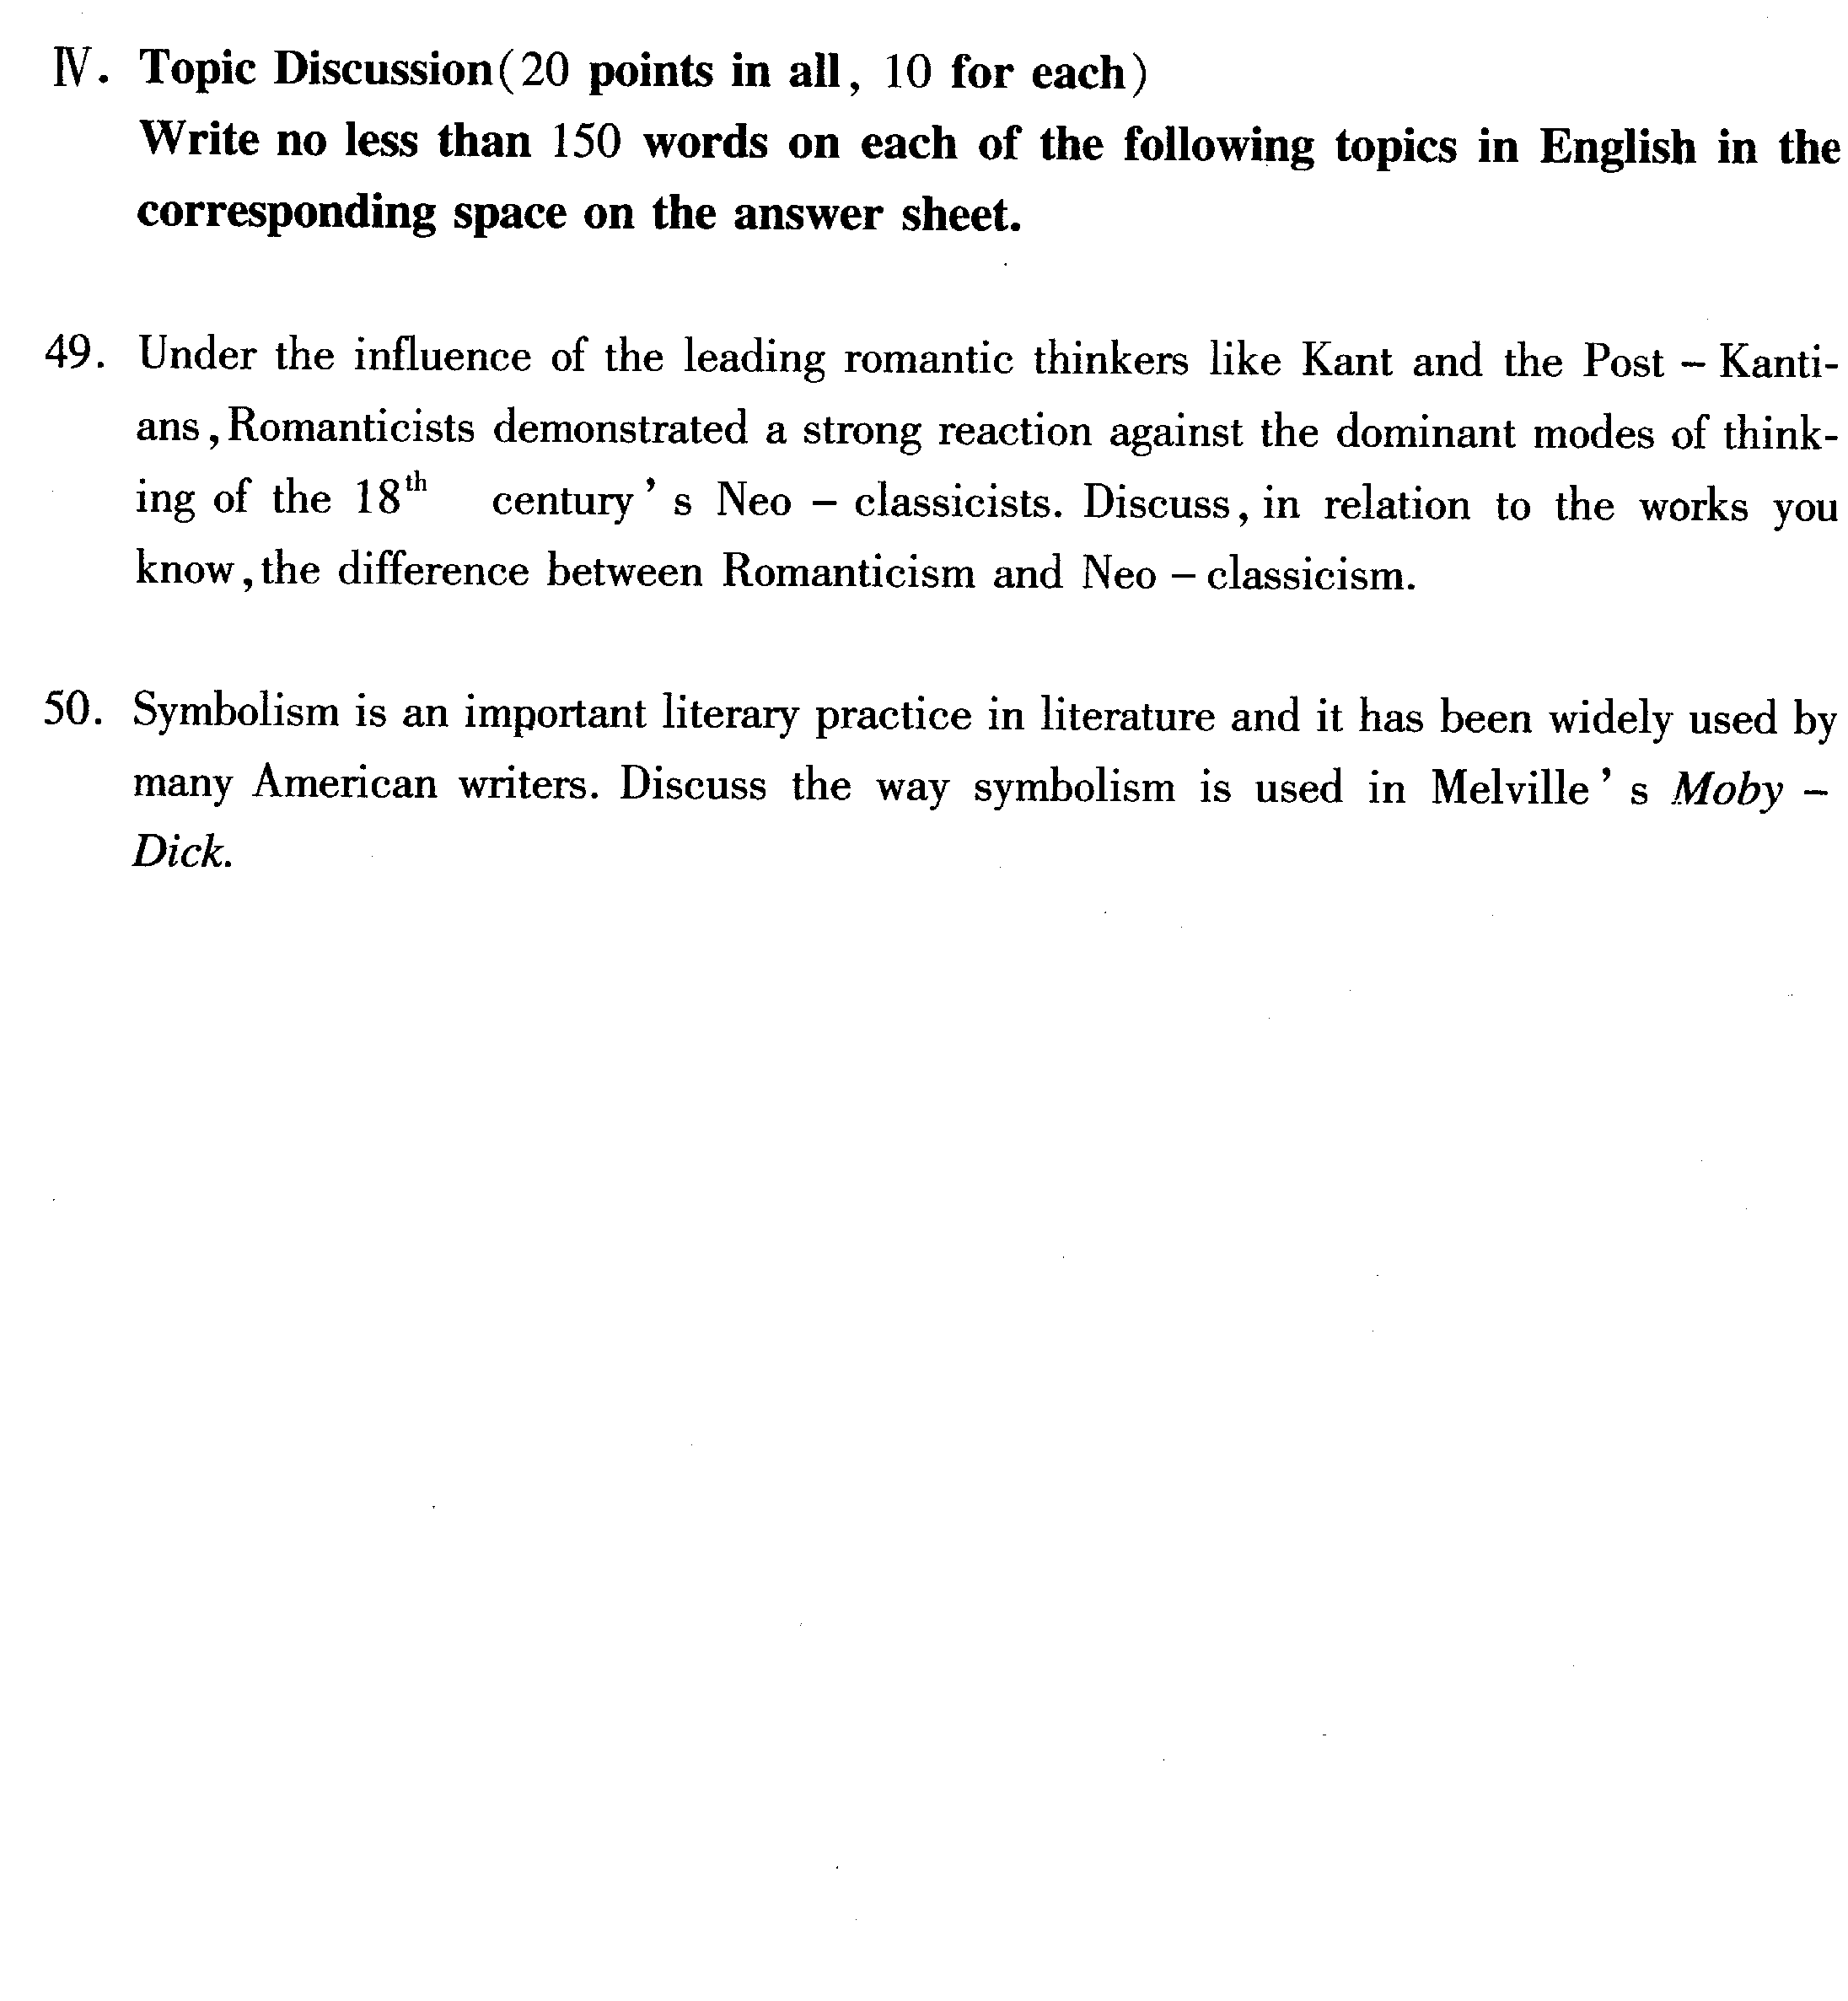 Ⅳ. Topic Discussion(20 points in all, 10 for each)
Write no less than 150 words on each of the following topics in English in the
corresponding space on the answer sheet.
49. Under the influence of the leading romantic thinkers like Kant and the Post – Kanti-
ans, Romanticists demonstrated a strong reaction against the dominant modes of think-
ing of the 18th century’s Neo – classicists. Discuss, in relation to the works you
know, the difference between Romanticism and Neo – classicism.
50. Symbolism is an important literary practice in literature and it has been widely used by
many American writers. Discuss the way symbolism is used in Melville’s Moby –
Dick.